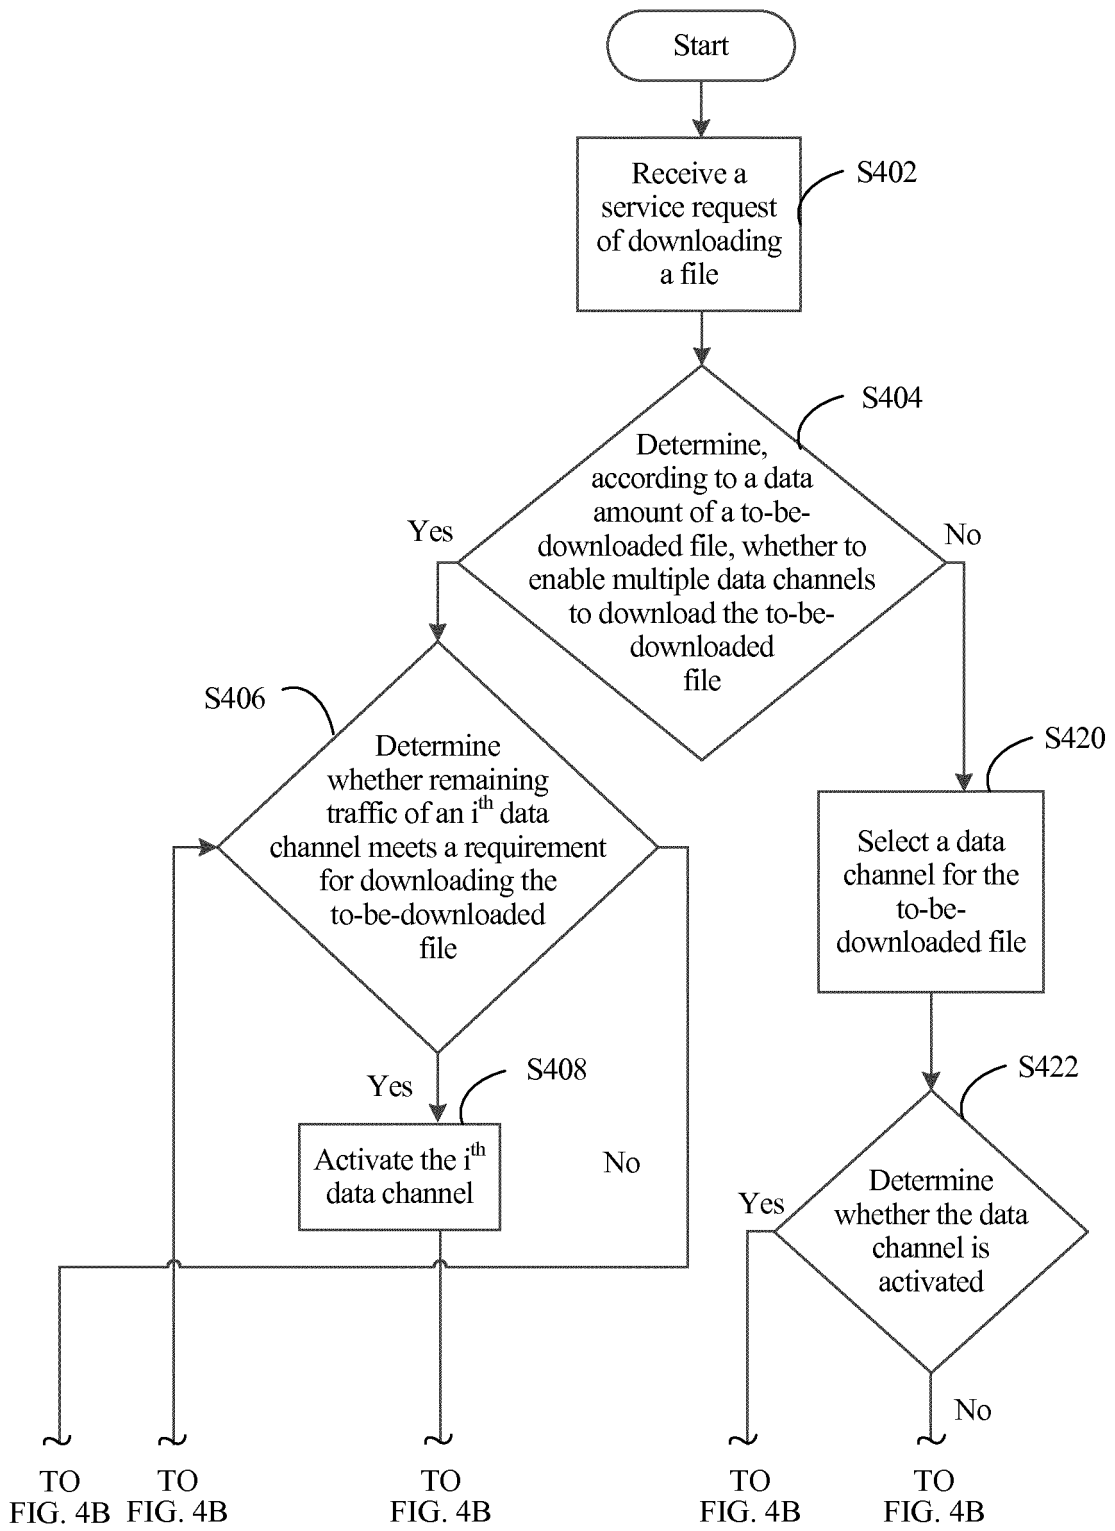 Start
Receive a
service request
of downloading
a file
S402
Determine,
according to a data
amount of a to-be-
downloaded file, whether to
enable multiple data channels
to download the to-be-
downloaded
file
S404
Yes
No
S406
Determine
whether remaining
traffic of an ith data
channel meets a requirement
for downloading the
to-be-downloaded
file
S420
Select a data
channel for the
to-be-
downloaded file
Yes
S408
Activate the ith
data channel
No
S422
Determine
whether the data
channel is
activated
Yes
No
TO
FIG. 4B
TO
FIG. 4B
TO
FIG. 4B
TO
FIG. 4B
TO
FIG. 4B